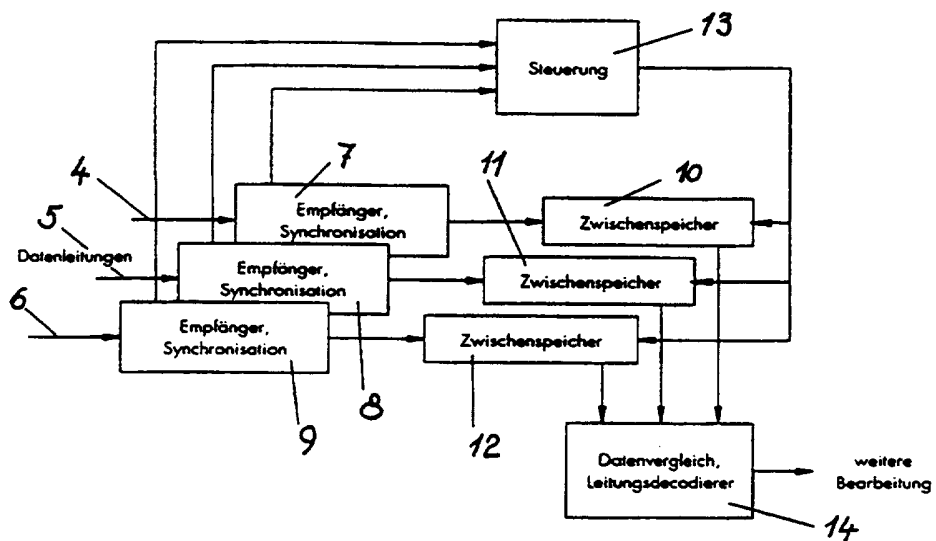 13
Steuerung
4
7
Empfänger,
Synchronisation
11
10
Zwischenspeicher
5
Datenleitungen
Empfänger,
Synchronisation
Zwischenspeicher
6
Empfänger,
Synchronisation
Zwischenspeicher
8
9
12
Datenvergleich,
Leitungsdecodierer
weitere
Bearbeitung
14